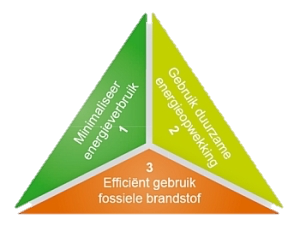 Minimaliseer
energieverbruik
1
Gebruik duurzame
energieopwekking
2
3
Efficiënt gebruik
fossiele brandstof